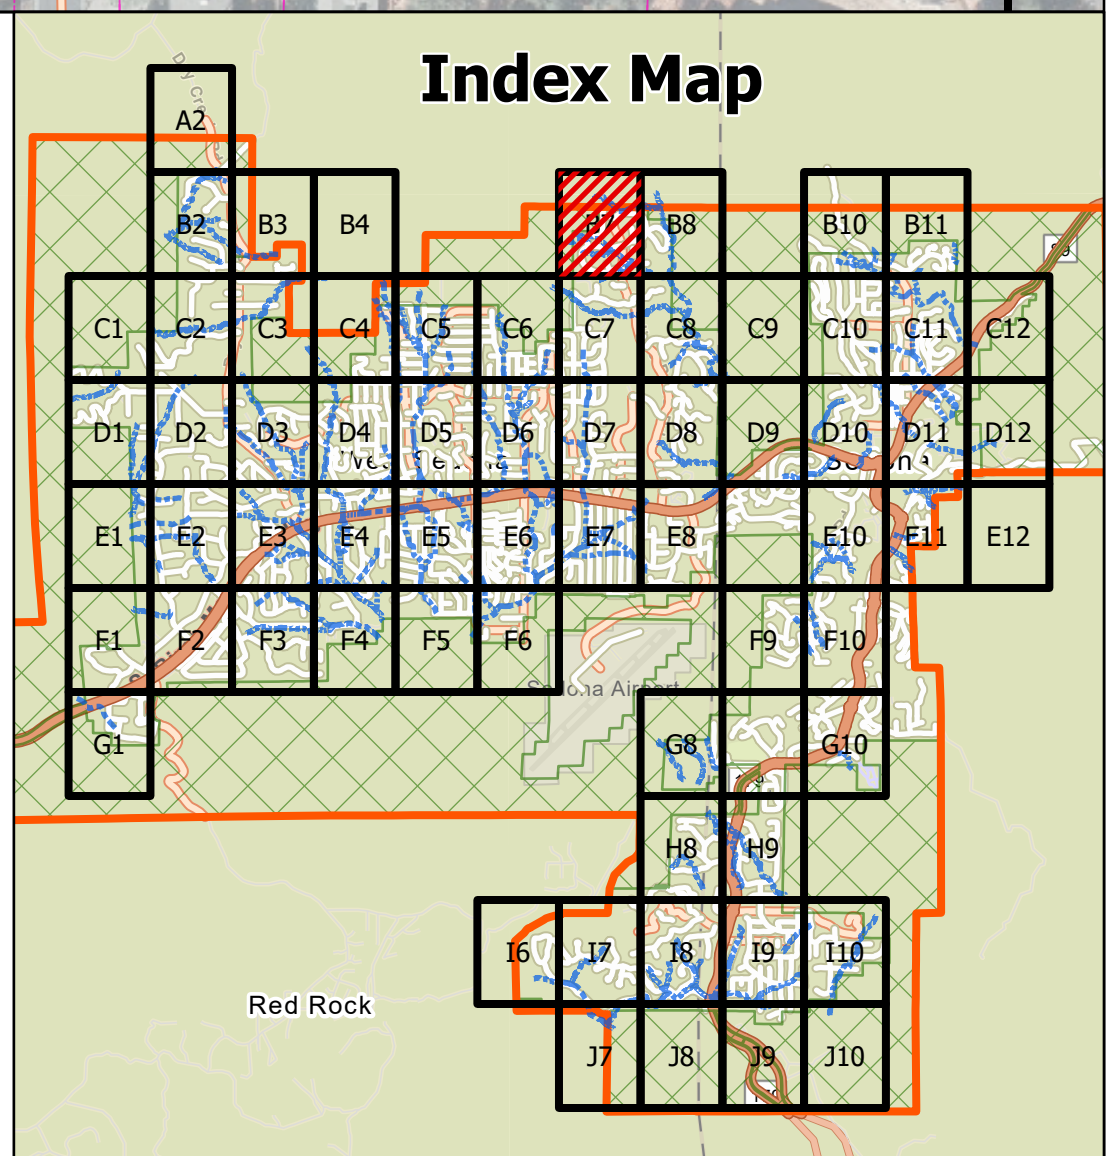 Index Map
A2
B2 B3 B4 B7 B8 B10 B11
C1 C2 C3 C4 C5 C6 C7 C8 C9 C10 C11 C12
D1 D2 D3 D4 D5 D6 D7 D8 D9 D10 D11 D12
E1 E2 E3 E4 E5 E6 E7 E8 E10 E11 E12
F1 F2 F3 F4 F5 F6 F9 F10
Sedona Airport
G1 G8 G10
H8 H9
I6 I7 I8 I9 I10
Red Rock
J7 J8 J9 J10